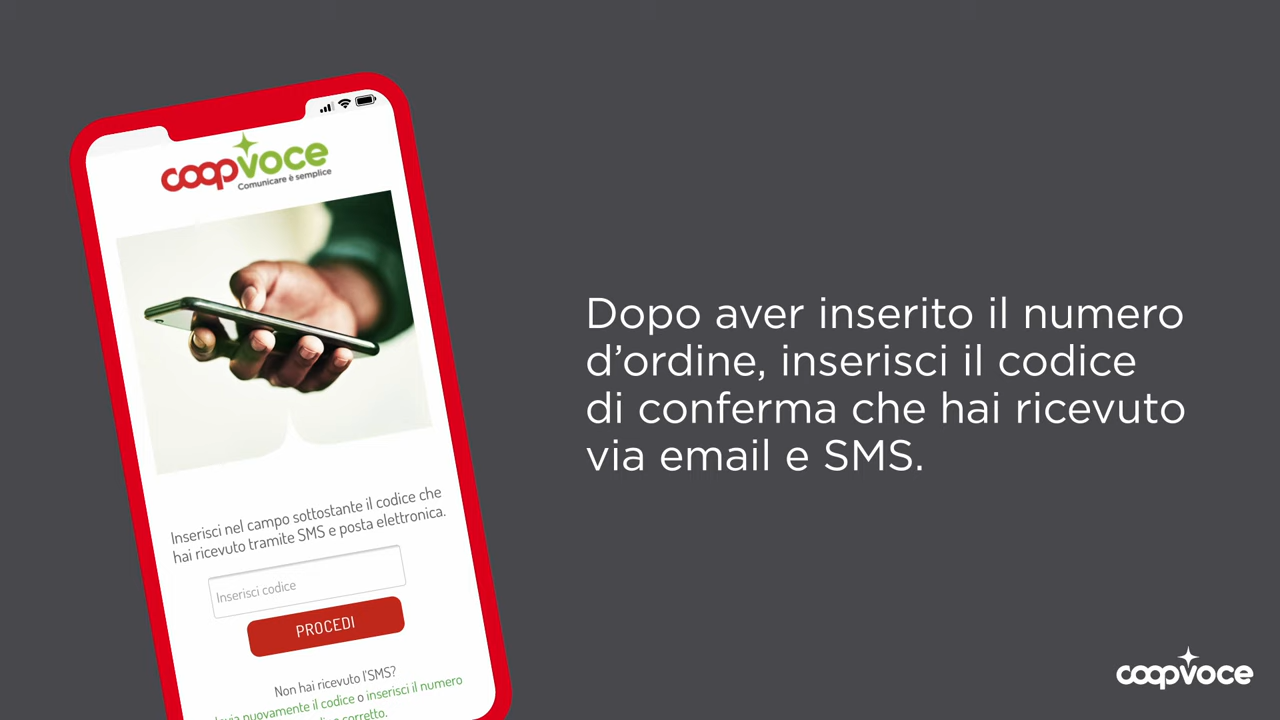 coopvoce
Comunicare è semplice
Inserisci nel campo sottostante il codice che
hai ricevuto tramite SMS e posta elettronica.
Inserisci codice
PROCEDI
Non hai ricevuto l'SMS?
nuovamente il codice o inserisci il numero
corretto.
Dopo aver inserito il numero
d’ordine, inserisci il codice
di conferma che hai ricevuto
via email e SMS.
coopvoce